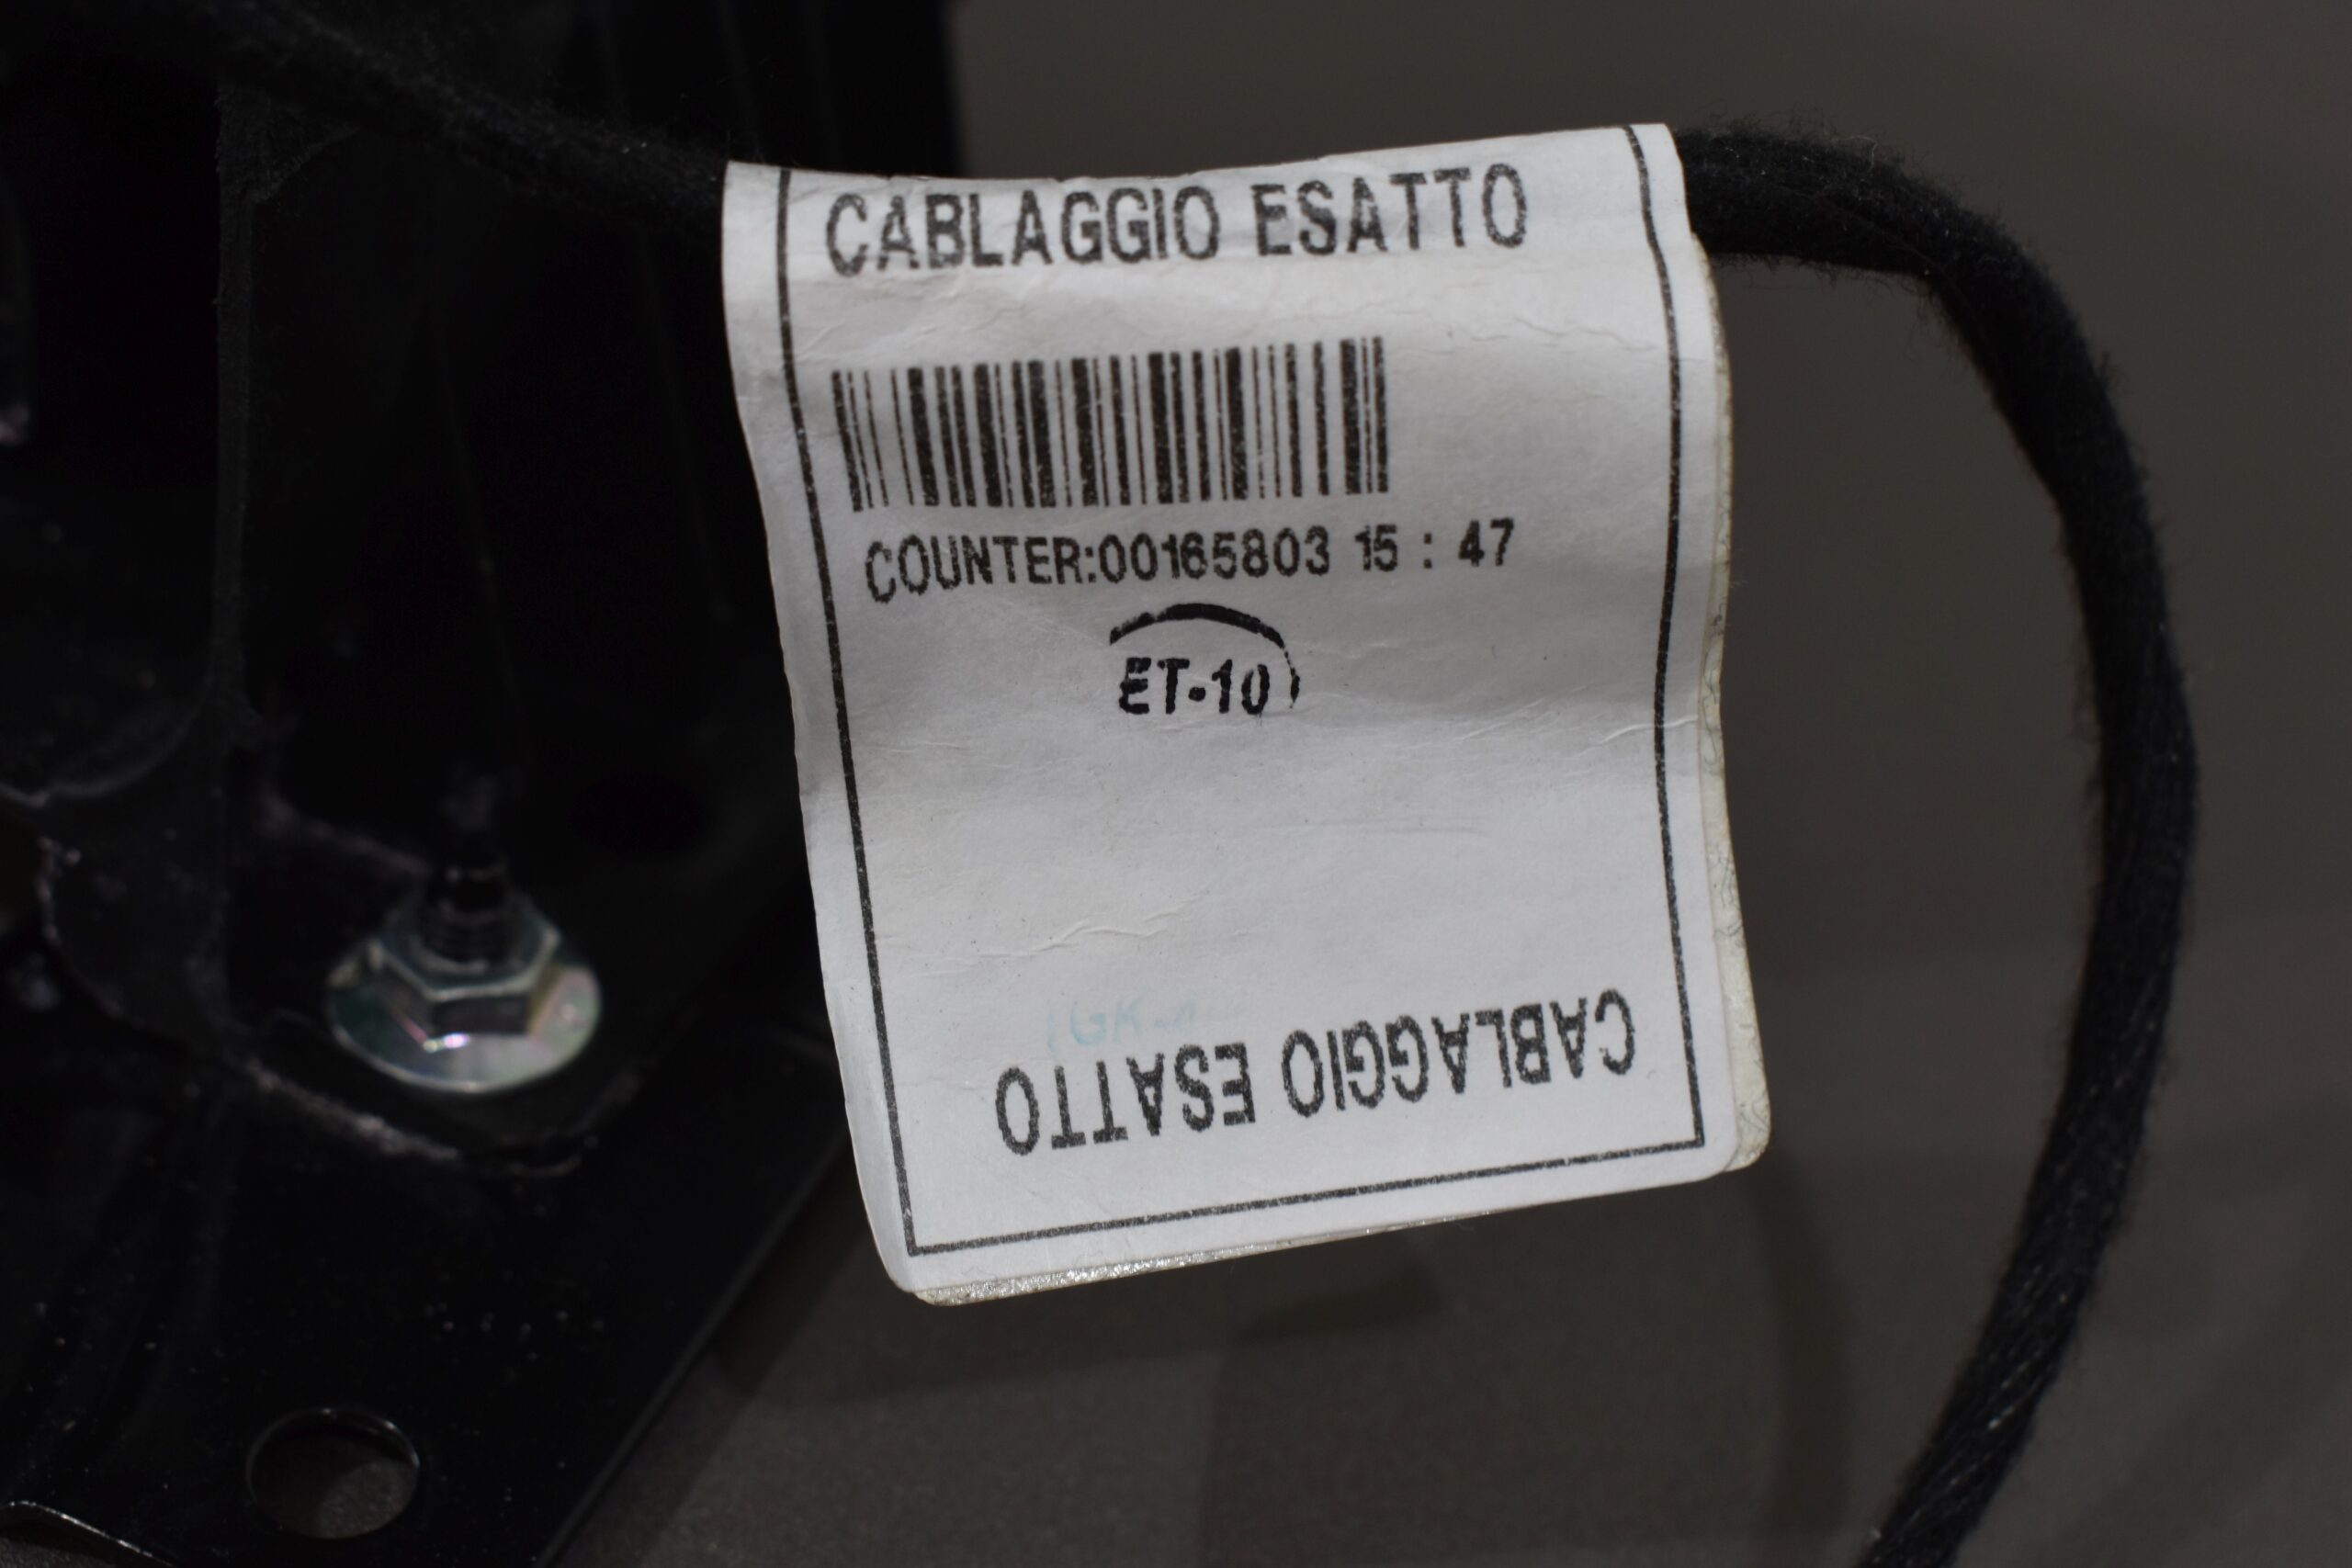 CABLAGGIO ESATTO
COUNTER:00165803 15 : 47
ET-10
CABLAGGIO ESATTO